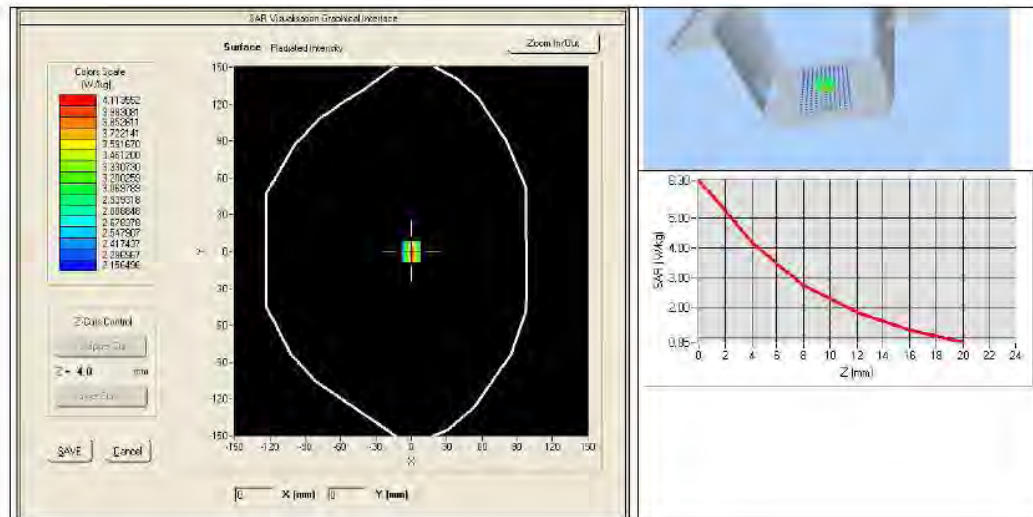 SAR Visualisation Graphical Interface
Surface Radiated Intensity
Zoom In/Out
Colors Scale
(W/kg)
4.113552
3.983081
3.852611
3.722141
3.591670
3.461200
3.330730
3.200259
3.069789
2.939318
2.808848
2.678378
2.547907
2.417437
2.286967
2.156496
150
120
90
60
30
0
-30
-60
-90
-120
-150
Y
-150 -120 -90 -60 -30 0 30 60 90 120 150
X
Z Cuts Control
Z = 4.0 mm
SAVE
Cancel
0 X (mm) 0 Y (mm)
5.00
4.00
3.00
2.00
SAR (W/kg)
0 2 4 6 8 10 12 14 16 18 20 22 24
Z (mm)